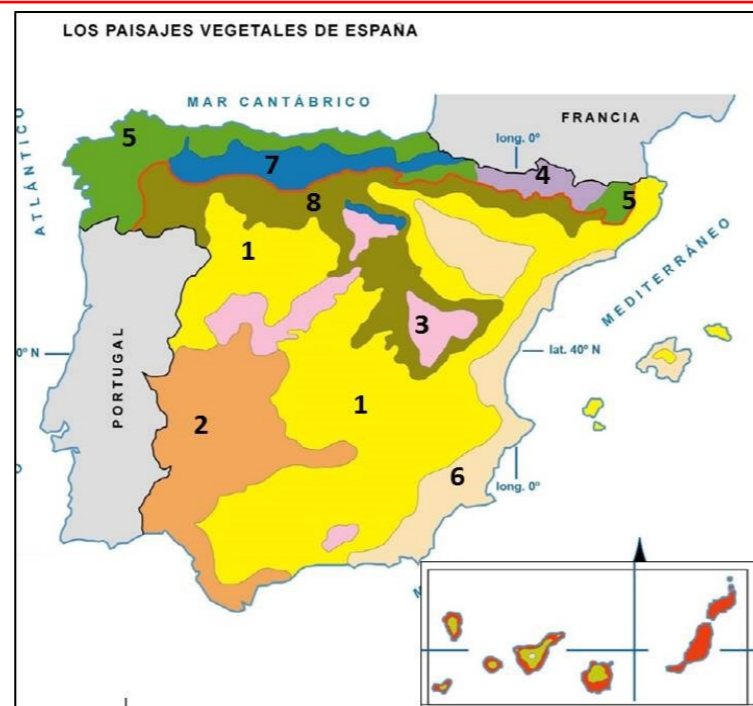 LOS PAISAJES VEGETALES DE ESPAÑA
MAR CANTÁBRICO
FRANCIA
ATLÁNTICO
5
7
long. 0º
4
5
8
1
MEDITERRÁNEO
3
0º N
lat. 40º N
PORTUGAL
2
1
6
long. 0º